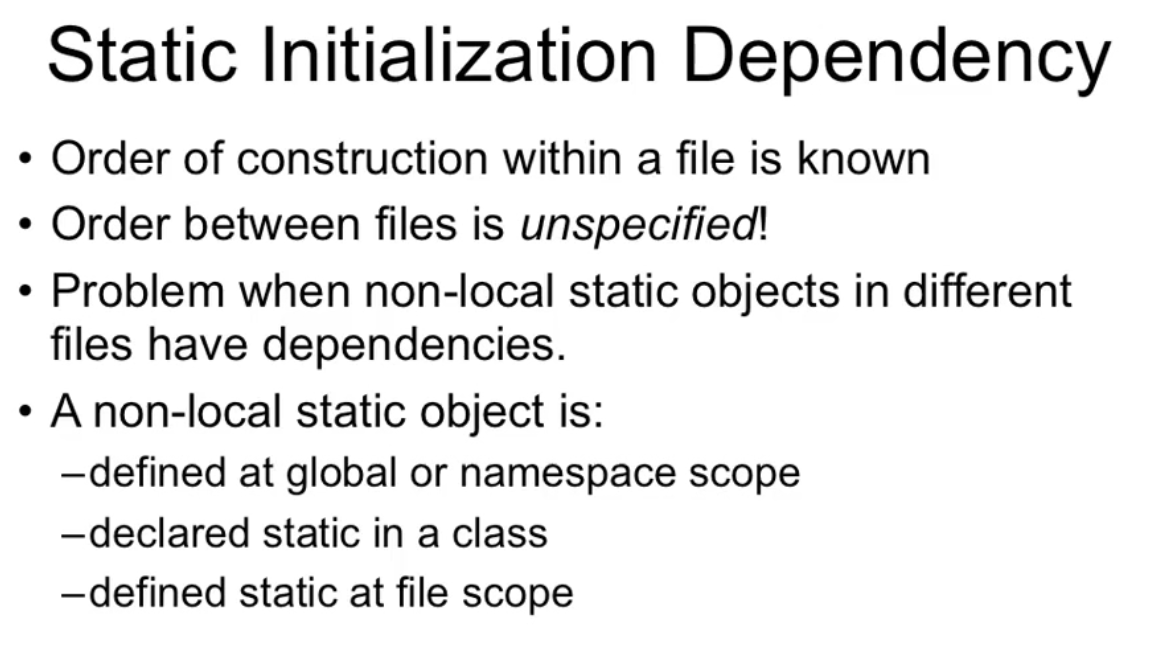 Static Initialization Dependency
• Order of construction within a file is known
• Order between files is unspecified!
• Problem when non-local static objects in different
files have dependencies.
• A non-local static object is:
–defined at global or namespace scope
–declared static in a class
–defined static at file scope